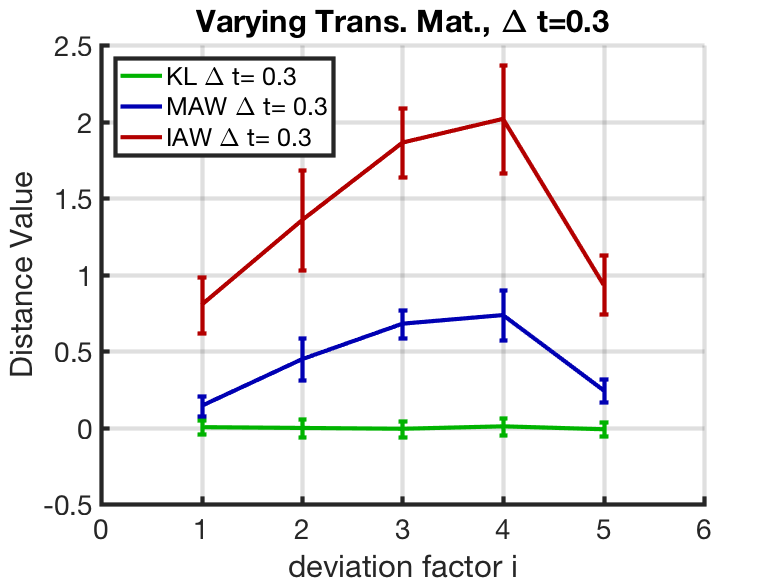 Varying Trans. Mat., Δ t=0.3
KL Δ t= 0.3
MAW Δ t= 0.3
IAW Δ t= 0.3
Distance Value
2.5
2
1.5
1
0.5
0
-0.5
0 1 2 3 4 5 6
deviation factor i